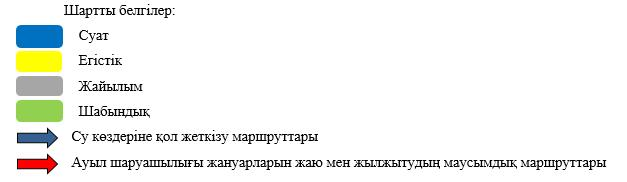 Шартты белгілер:
Суат
Егістік
Жайылым
Шабындық
Су көздеріне қол жеткізу маршруттары
Ауыл шаруашылығы жануарларын жаю мен жылжытудың маусымдық маршруттары